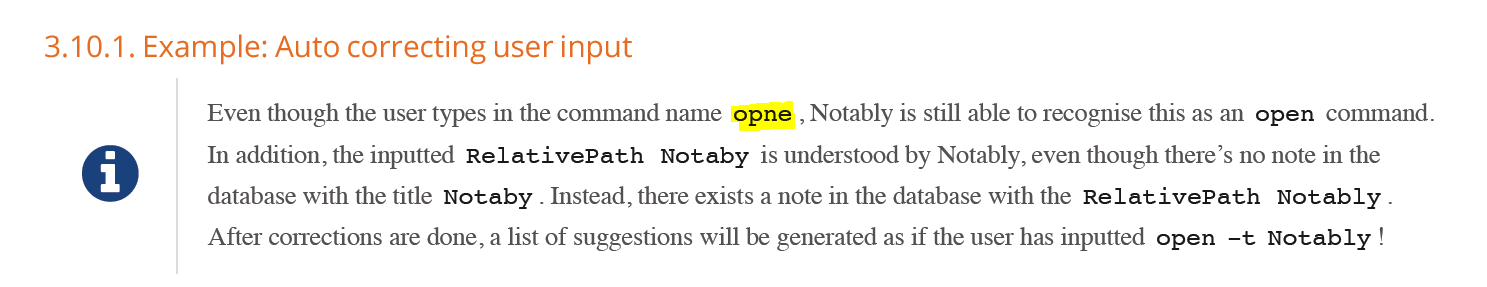 3.10.1. Example: Auto correcting user input
Even though the user types in the command name opne , Notably is still able to recognise this as an open command.
In addition, the inputted RelativePath Notaby is understood by Notably, even though there’s no note in the
database with the title Notaby . Instead, there exists a note in the database with the RelativePath Notably .
After corrections are done, a list of suggestions will be generated as if the user has inputted open –t Notably !